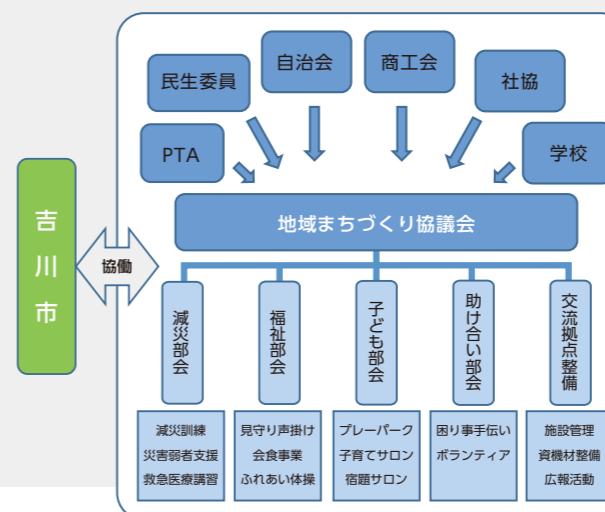 民生委員
自治会
商工会
社協
PTA
学校
吉川市
協働
地域まちづくり協議会
減災部会
福祉部会
子ども部会
助け合い部会
交流拠点整備
減災訓練
災害弱者支援
救急医療講習
見守り声掛け
会食事業
ふれあい体操
プレーパーク
子育てサロン
宿題サロン
困り事手伝い
ボランティア
施設管理
資機材整備
広報活動